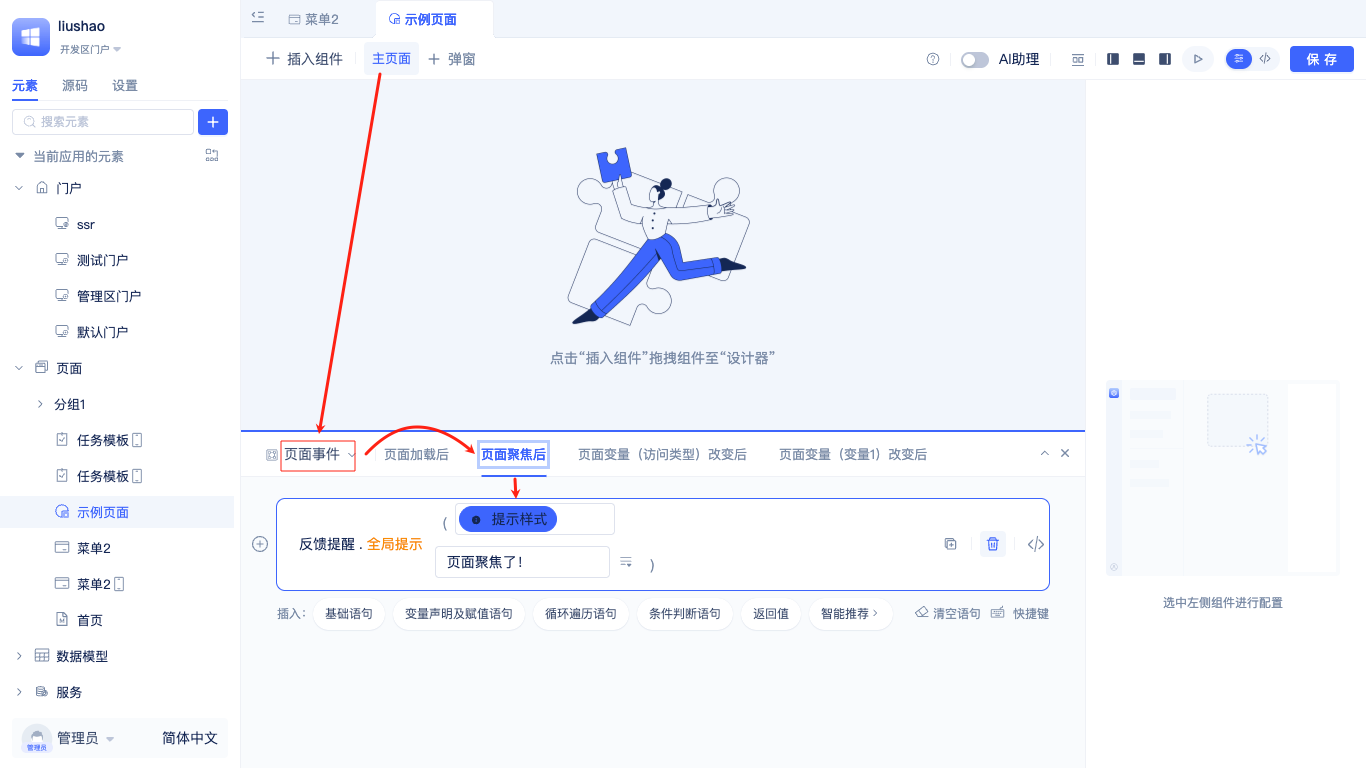 liushao
开发区门户
元素 源码 设置
搜索元素
当前应用的元素
门户
ssr
测试门户
管理区门户
默认门户
页面
分组1
任务模板
任务模板
示例页面
菜单2
菜单2
首页
数据模型
服务
管理员
管理员 简体中文
菜单2 示例页面
插入组件 主页面 弹窗 AI助理 保 存
点击“插入组件”拖拽组件至“设计器”
页面事件 页面加载后 页面聚焦后 页面变量（访问类型）改变后 页面变量（变量1）改变后
反馈提醒 . 全局提示
( 提示样式
页面聚焦了! )
插入: 基础语句 变量声明及赋值语句 循环遍历语句 条件判断语句 返回值 智能推荐 清空语句 快捷键
选中左侧组件进行配置